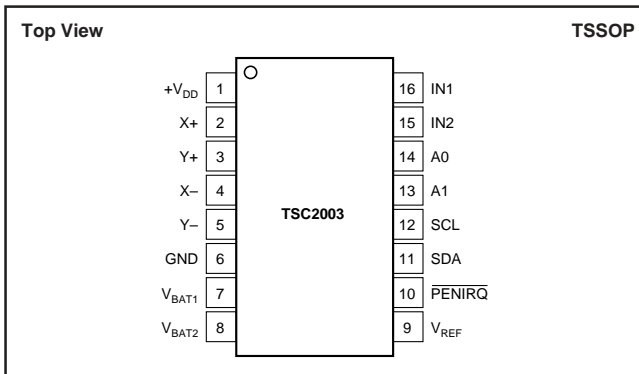 Top View TSSOP
+VDD 1 16 IN1
X+ 2 15 IN2
Y+ 3 14 A0
X– 4 13 A1
TSC2003
Y– 5 12 SCL
GND 6 11 SDA
VBAT1 7 10 PENIRQ
VBAT2 8 9 VREF